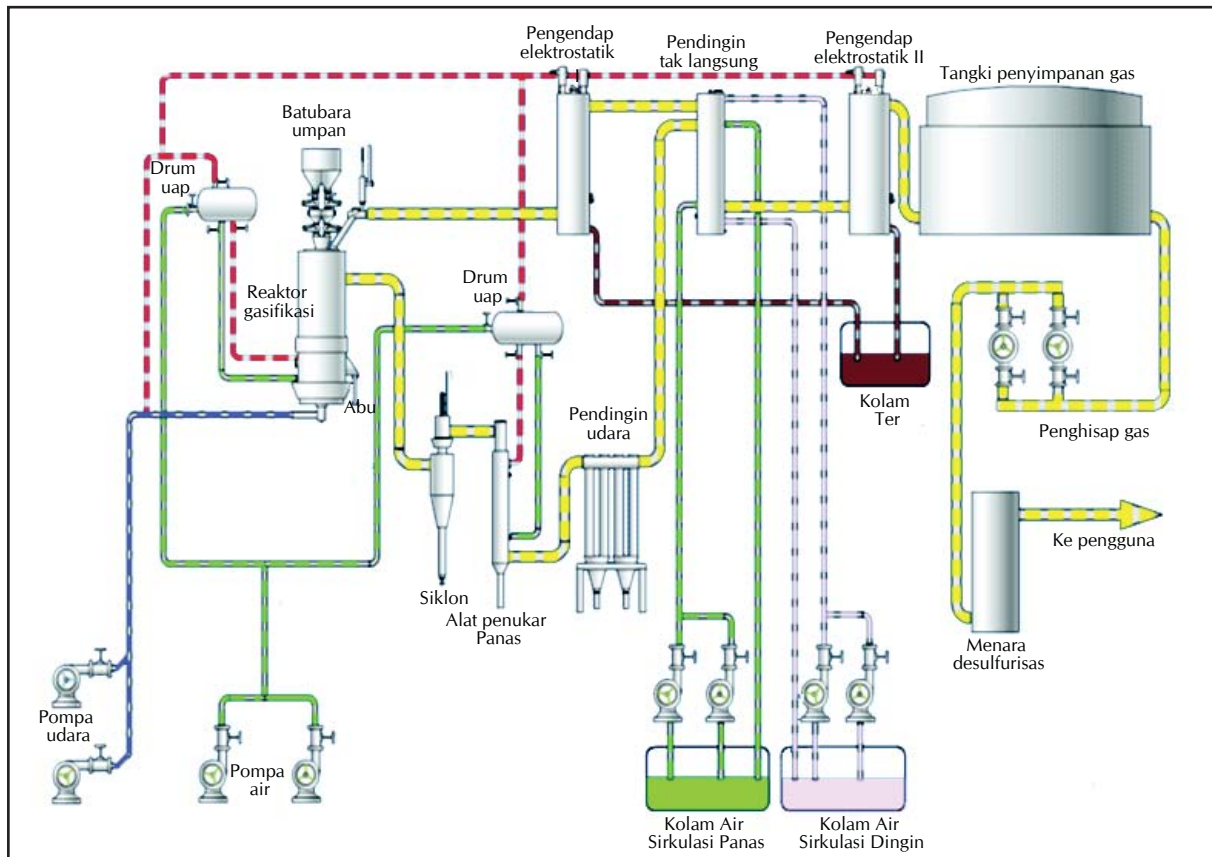 Pengendap
elektrostatik
Pendingin
tak langsung
Pengendap
elektrostatik II
Tangki penyimpanan gas
Batubara
umpan
Drum
uap
Reaktor
gasifikasi
Drum
uap
Abu
Kolam
Ter
Pendingin
udara
Penghisap gas
Ke pengguna
Siklon
Alat penukar
Panas
Menara
desulfurisas
Pompa
udara
Pompa
air
Kolam Air
Sirkulasi Panas
Kolam Air
Sirkulasi Dingin